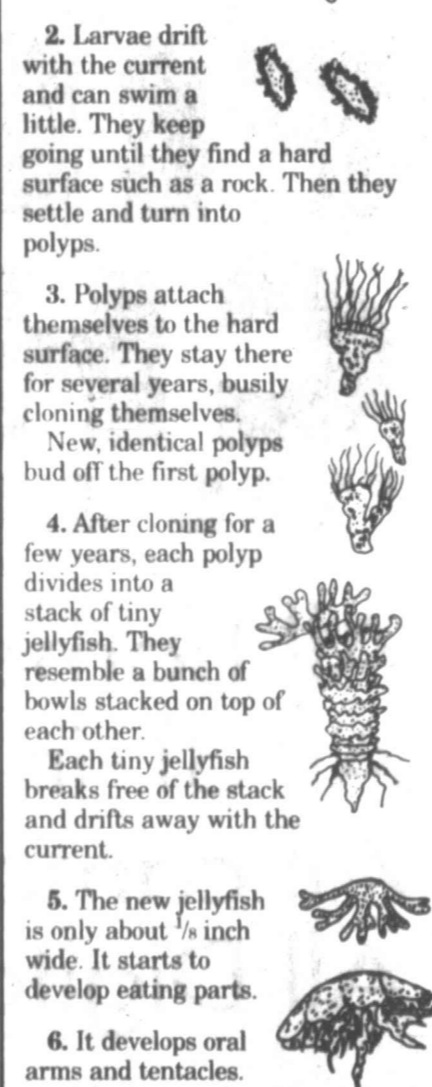 2. Larvae drift
with the current
and can swim a
little. They keep
going until they find a hard
surface such as a rock. Then they
settle and turn into
polyps.
3. Polyps attach
themselves to the hard
surface. They stay there
for several years, busily
cloning themselves.
New, identical polyps
bud off the first polyp.
4. After cloning for a
few years, each polyp
divides into a
stack of tiny
jellyfish. They
resemble a bunch of
bowls stacked on top of
each other.
Each tiny jellyfish
breaks free of the stack
and drifts away with the
current.
5. The new jellyfish
is only about 1/8 inch
wide. It starts to
develop eating parts.
6. It develops oral
arms and tentacles.